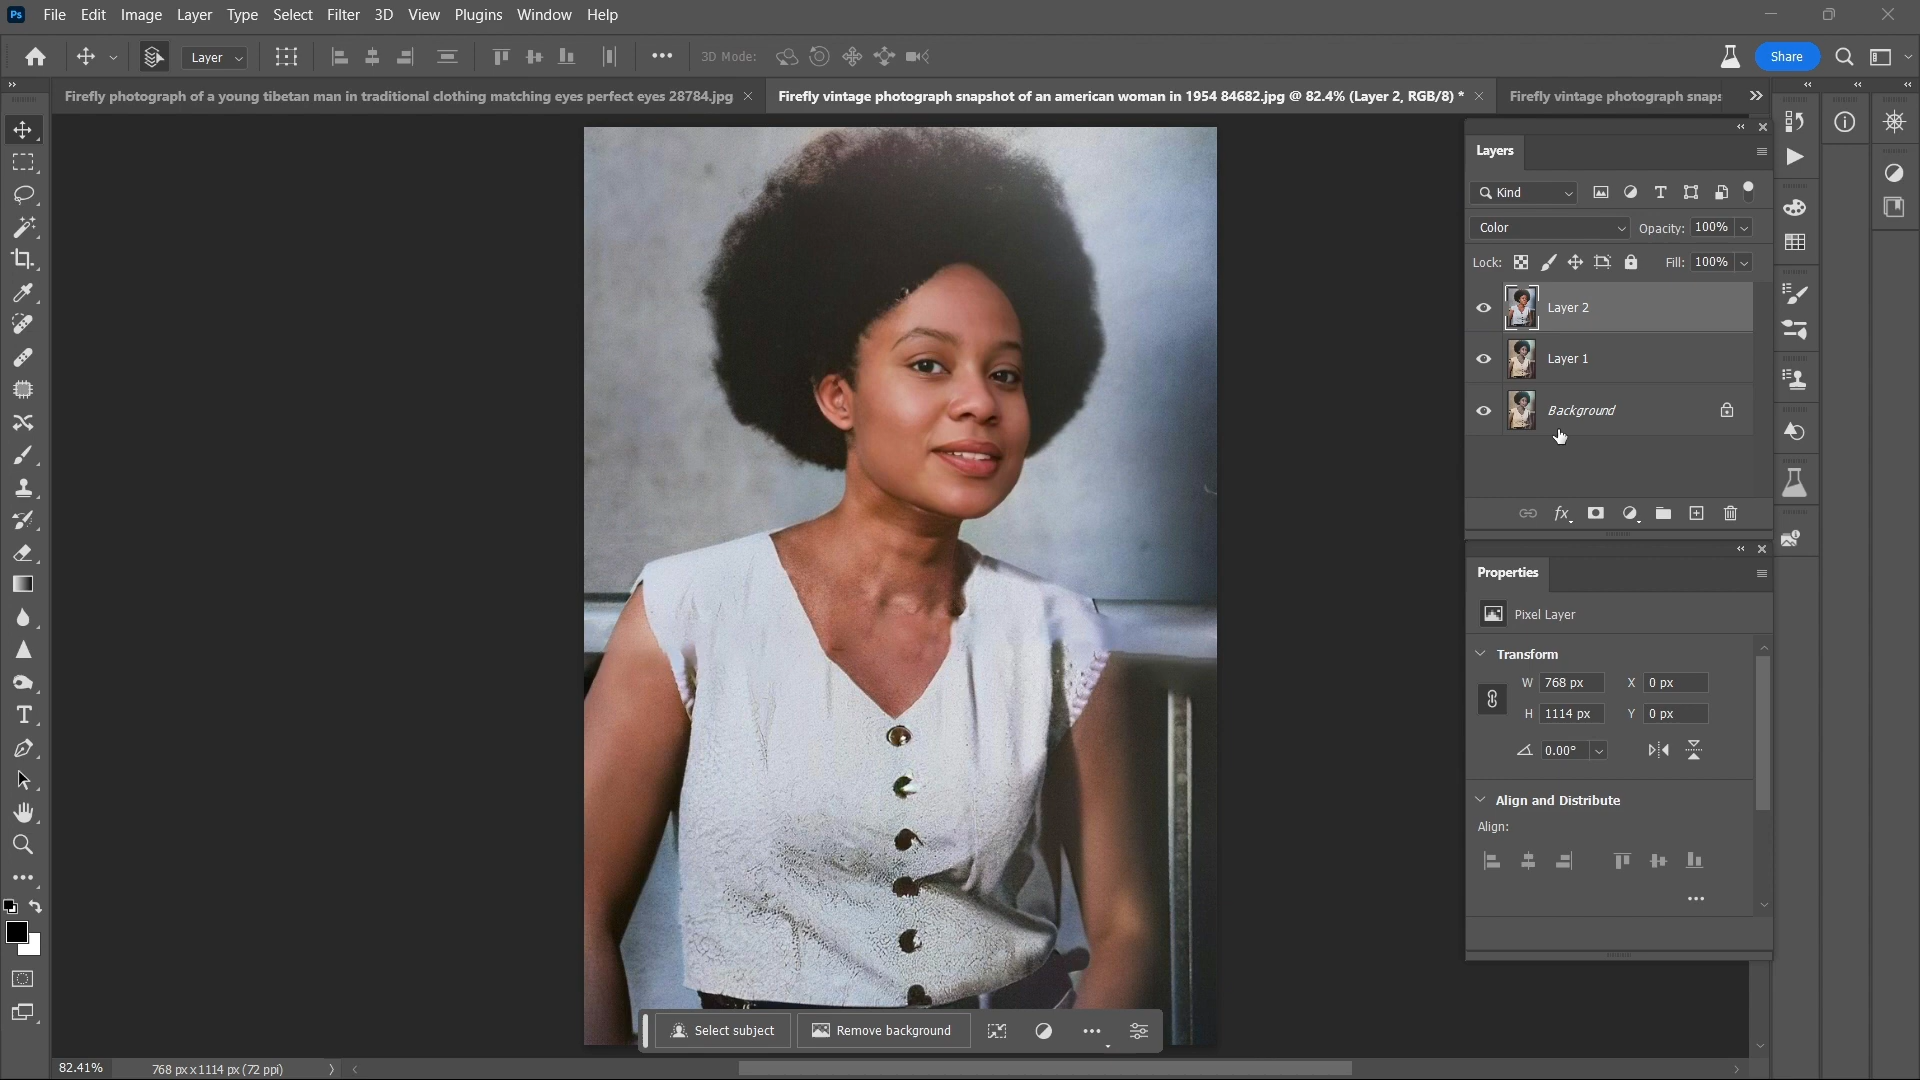 Ps File Edit Image Layer Type Select Filter 3D View Plugins Window Help
Layer 3D Mode: Share
Firefly photograph of a young tibetan man in traditional clothing matching eyes perfect eyes 28784.jpg
Firefly vintage photograph snapshot of an american woman in 1954 84682.jpg @ 82.4% (Layer 2, RGB/8) *
Firefly vintage photograph snaps
Layers
Kind
Color Opacity: 100%
Lock: Fill: 100%
Layer 2
Layer 1
Background
fx
Properties
Pixel Layer
Transform
W 768 px X 0 px
H 1114 px Y 0 px
0.00°
Align and Distribute
Align:
Select subject Remove background
82.41% 768 px x 1114 px (72 ppi)